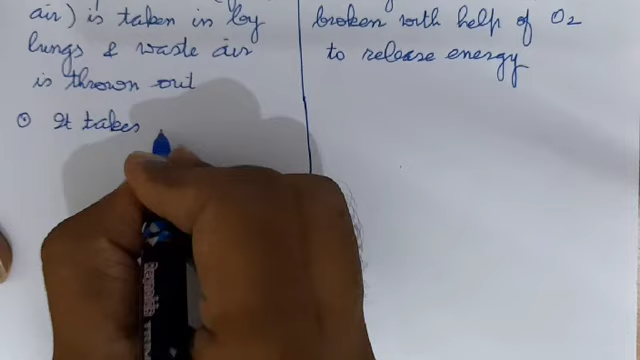 air) is taken in by
lungs & waste air
is thrown out
⊙ It takes
broken with help of O₂
to release energy